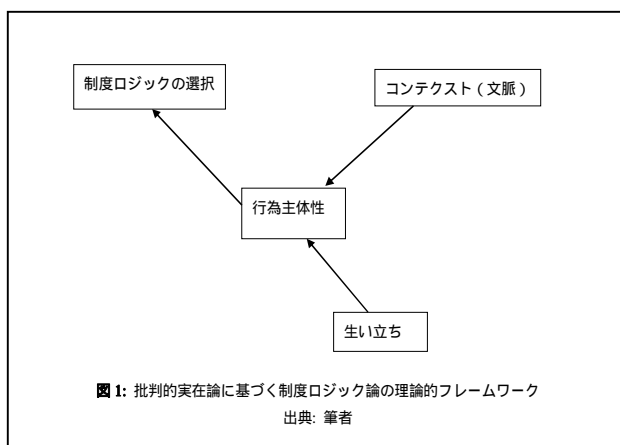 制度ロジックの選択
コンテクスト(文脈)
行為主体性
生い立ち
図1: 批判的実在論に基づく制度ロジック論の理論的フレームワーク
出典: 筆者